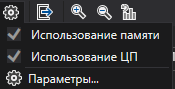 Использование памяти
Использование ЦП
Параметры...